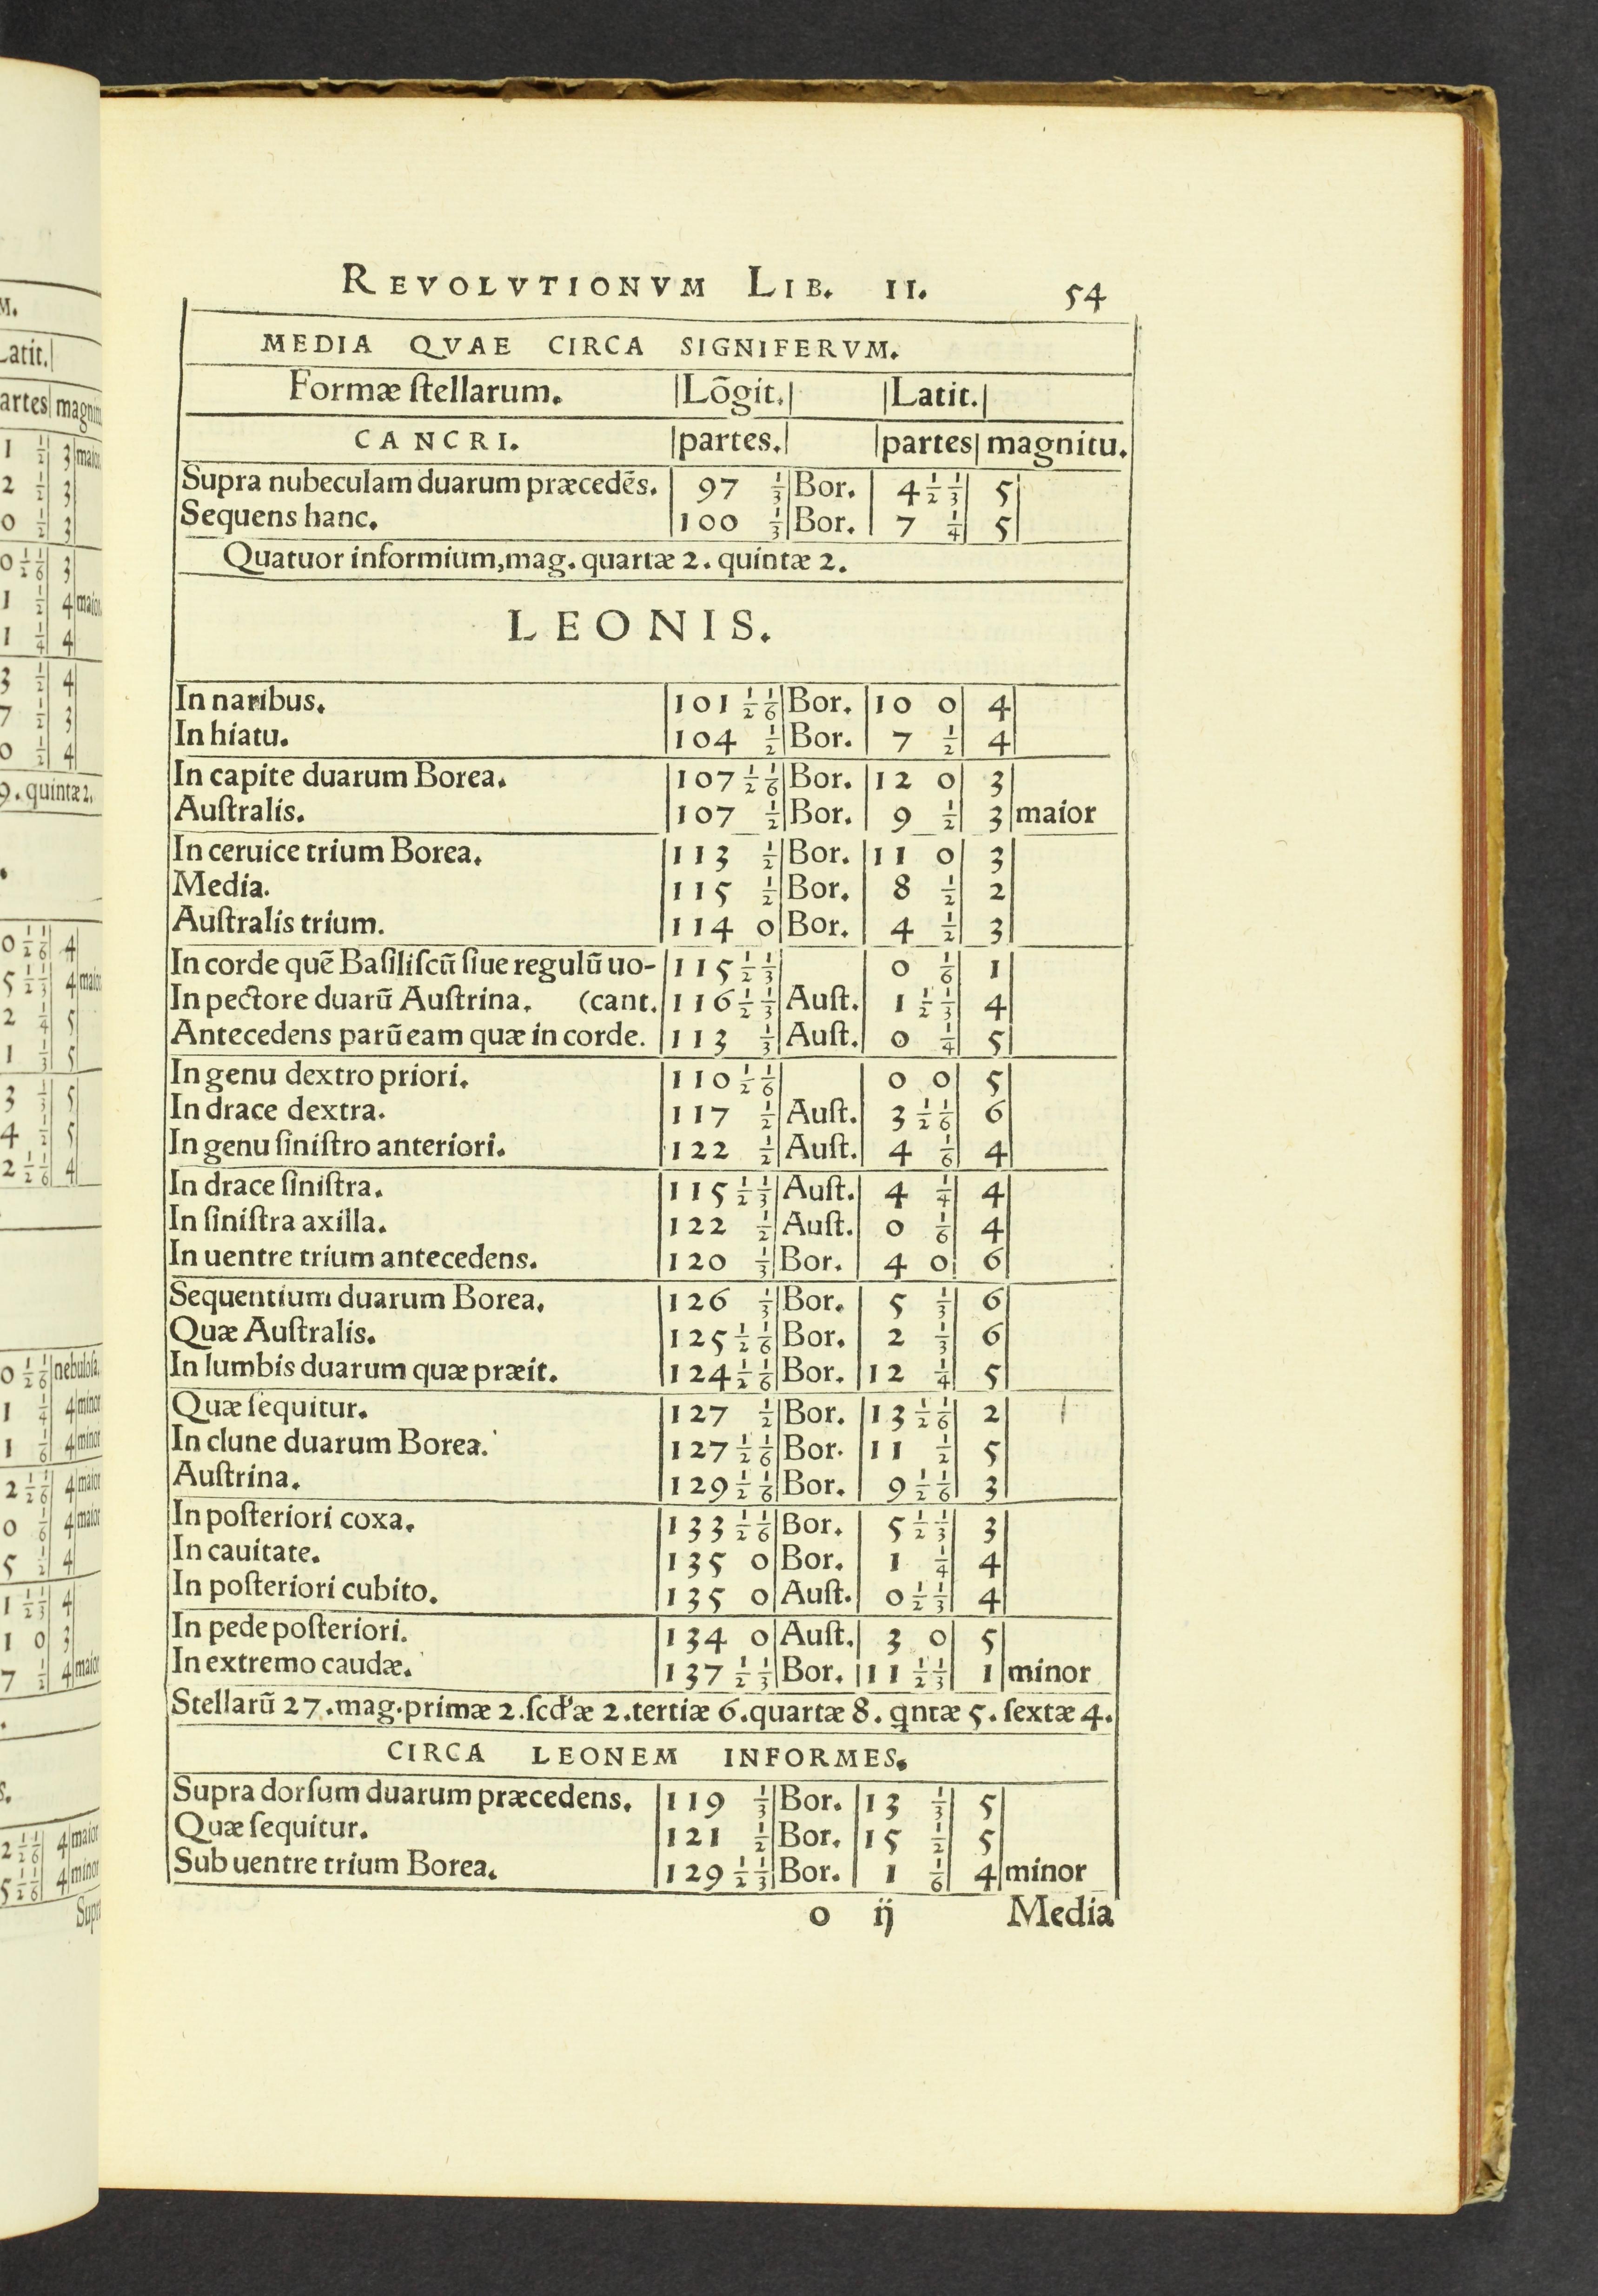 REVOLVTIONVM LIB. II. 54
MEDIA QVAE CIRCA SIGNIFERVM.
Formæ ſtellarum. Lõgit. Latit.
CANCRI. partes. partes magnitu.
Supra nubeculam duarum præcedẽs. 97 1/3 Bor. 4 1/2 1/3 5
Sequens hanc. 100 1/3 Bor. 7 1/4 5
Quatuor informium, mag. quartæ 2. quintæ 2.
LEONIS.
In naribus. 101 1/2 1/6 Bor. 10 0 4
In hiatu. 104 1/2 Bor. 7 1/2 4
In capite duarum Borea. 107 1/2 1/6 Bor. 12 0 3
Auſtralis. 107 1/2 Bor. 9 1/2 3 maior
In ceruice trium Borea. 113 1/2 Bor. 11 0 3
Media. 115 1/2 Bor. 8 1/2 2
Auſtralis trium. 114 0 Bor. 4 1/2 3
In corde quẽ Baſiliſcũ ſiue regulũ uo- 115 1/2 1/3 0 1/6 1
In pectore duarũ Auſtrina. (cant. 116 1/2 1/3 Auſt. 1 1/2 1/3 4
Antecedens parũ eam quæ in corde. 113 1/3 Auſt. 0 1/4 5
In genu dextro priori. 110 1/2 1/6 0 0 5
In drace dextra. 117 1/2 Auſt. 3 1/2 1/6 6
In genu ſiniſtro anteriori. 122 1/2 Auſt. 4 1/6 4
In drace ſiniſtra. 115 1/2 1/3 Auſt. 4 1/4 4
In ſiniſtra axilla. 122 1/2 Auſt. 0 1/6 4
In uentre trium antecedens. 120 1/3 Bor. 4 0 6
Sequentium duarum Borea. 126 1/3 Bor. 5 1/3 6
Quæ Auſtralis. 125 1/2 1/6 Bor. 2 1/3 6
In lumbis duarum quæ præit. 124 1/2 1/6 Bor. 12 1/4 5
Quæ ſequitur. 127 1/2 Bor. 13 1/2 1/6 2
In clune duarum Borea. 127 1/2 1/6 Bor. 11 1/2 5
Auſtrina. 129 1/2 1/6 Bor. 9 1/2 1/6 3
In poſteriori coxa. 133 1/2 1/6 Bor. 5 1/2 1/3 3
In cauitate. 135 0 Bor. 1 1/4 4
In poſteriori cubito. 135 0 Auſt. 0 1/2 1/3 4
In pede poſteriori. 134 0 Auſt. 3 0 5
In extremo caudæ. 137 1/2 1/3 Bor. 11 1/2 1/3 1 minor
Stellarũ 27. mag. primæ 2. ſcd'æ 2. tertiæ 6. quartæ 8. qntæ 5. ſextæ 4.
CIRCA LEONEM INFORMES.
Supra dorſum duarum præcedens. 119 1/3 Bor. 13 1/3 5
Quæ ſequitur. 121 1/2 Bor. 15 1/2 5
Sub uentre trium Borea. 129 1/2 1/3 Bor. 1 1/6 4 minor
o ij Media